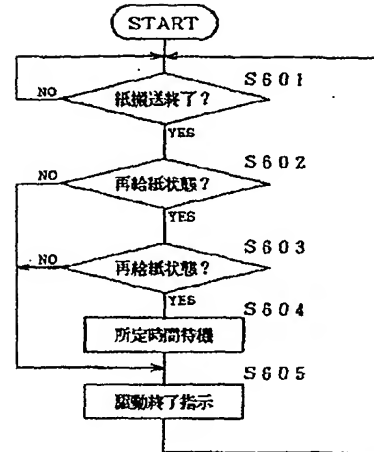 START
S601
NO
紙搬送終了?
YES
S602
NO
再給紙状態?
YES
S603
NO
再給紙状態?
YES
S604
所定時間待機
S605
駆動終了指示